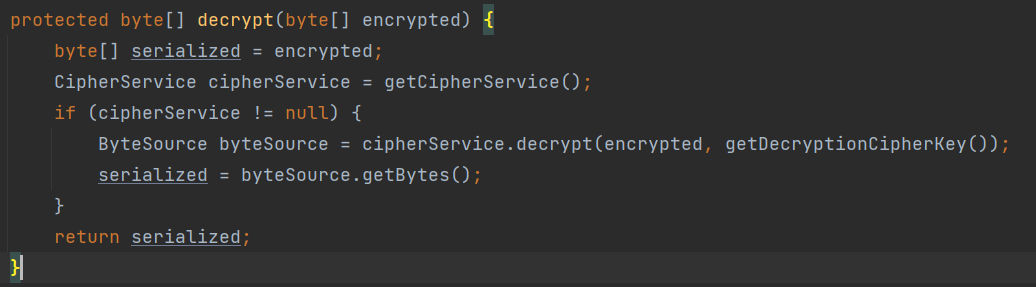 protected byte[] decrypt(byte[] encrypted) {
    byte[] serialized = encrypted;
    CipherService cipherService = getCipherService();
    if (cipherService != null) {
        ByteSource byteSource = cipherService.decrypt(encrypted, getDecryptionCipherKey());
        serialized = byteSource.getBytes();
    }
    return serialized;
}